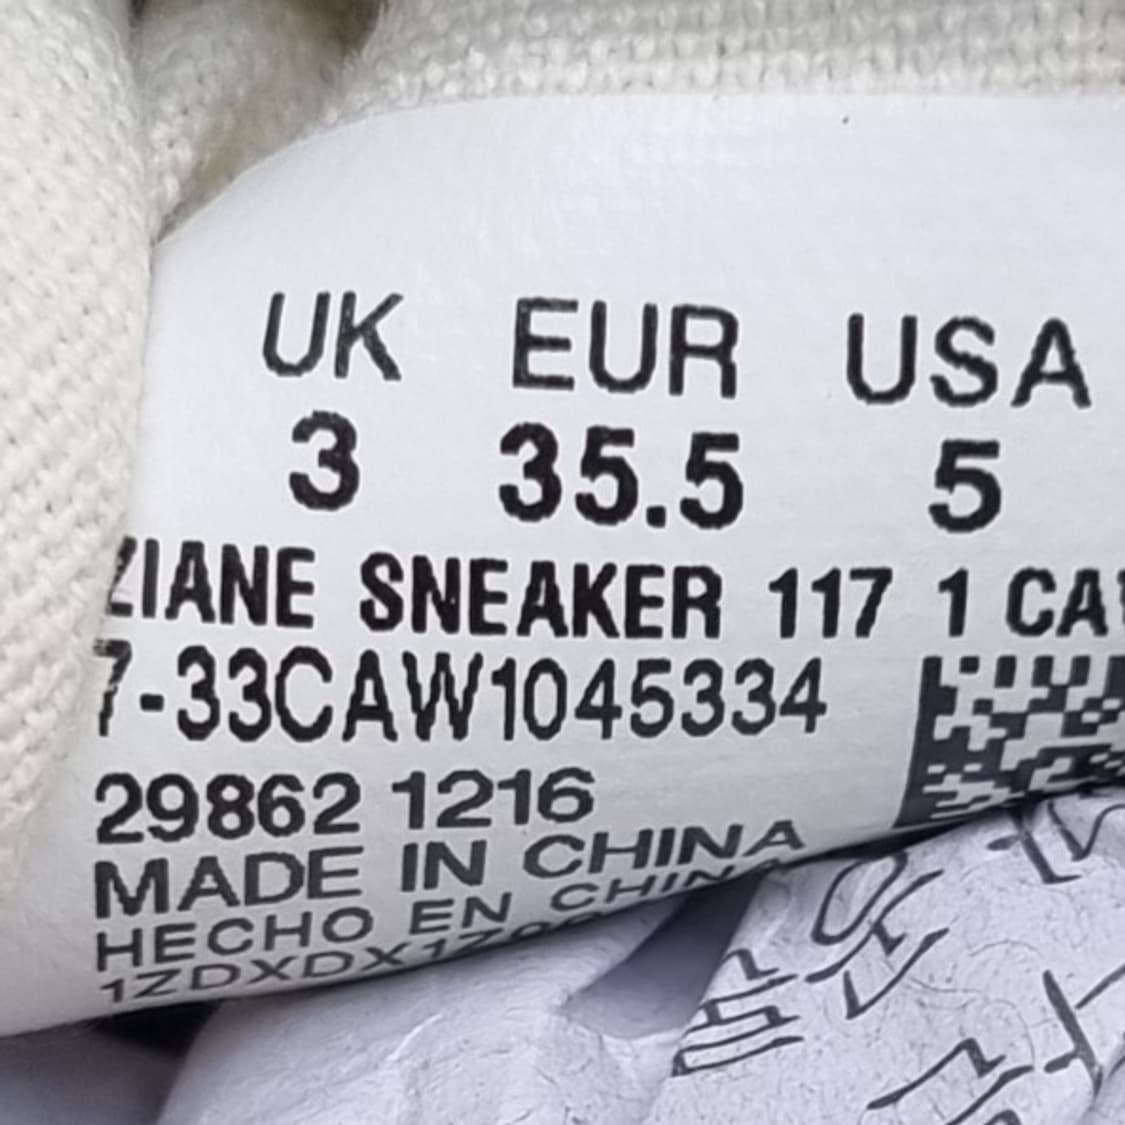 UK EUR USA
3 35.5 5
ZIANE SNEAKER 117 1 CA
7-33CAW1045334
29862 1216
MADE IN CHINA
HECHO EN CHINA